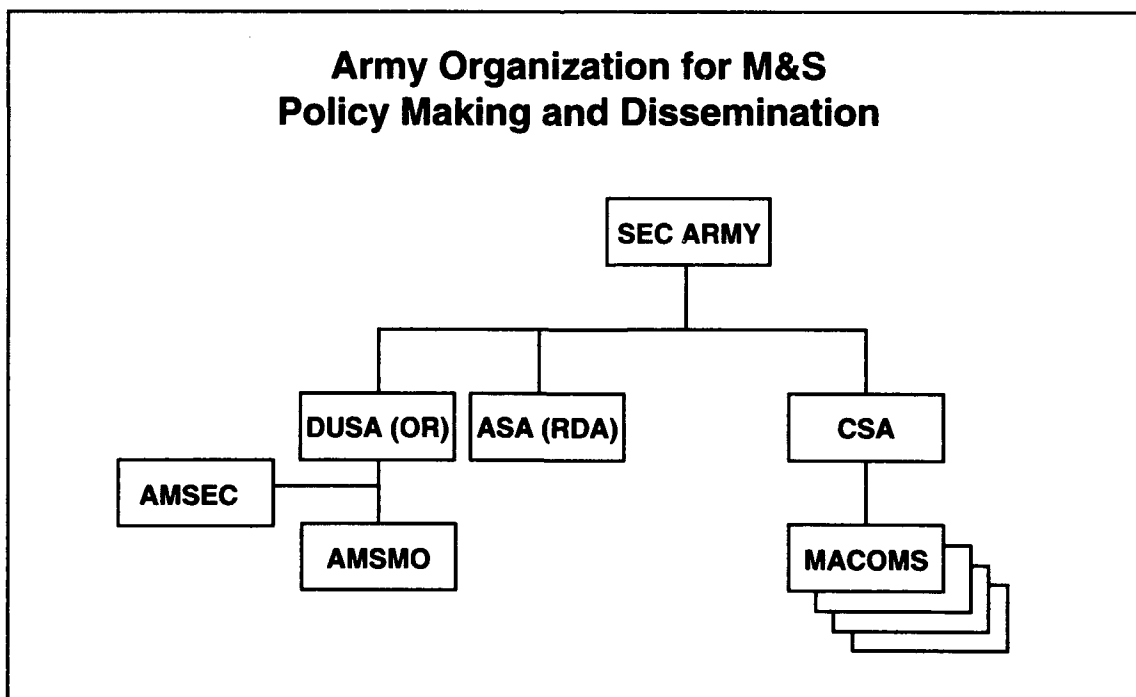 Army Organization for M&S
Policy Making and Dissemination
SEC ARMY
DUSA (OR)
ASA (RDA)
CSA
AMSEC
AMSMO
MACOMS